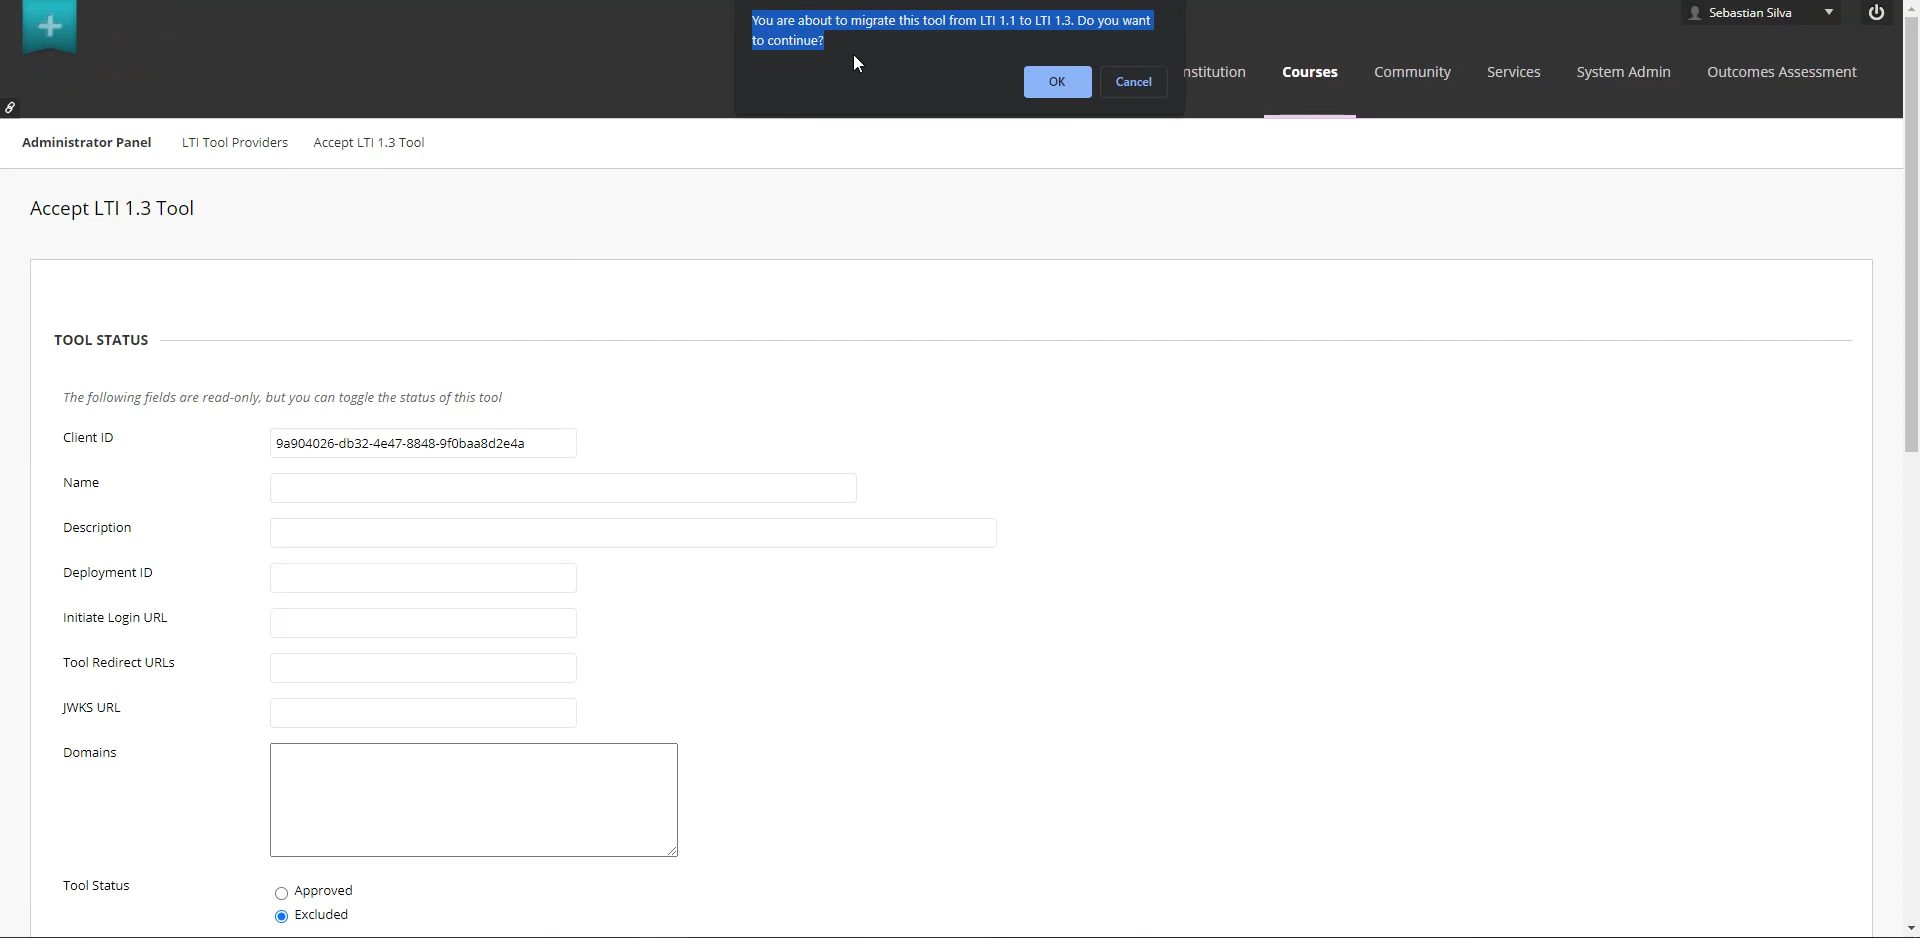 You are about to migrate this tool from LTI 1.1 to LTI 1.3. Do you want
to continue?
OK
Cancel
Sebastian Silva
nstitution
Courses
Community
Services
System Admin
Outcomes Assessment
Administrator Panel
LTI Tool Providers
Accept LTI 1.3 Tool
Accept LTI 1.3 Tool
TOOL STATUS
The following fields are read-only, but you can toggle the status of this tool
Client ID
9a904026-db32-4e47-8848-9f0baa8d2e4a
Name
Description
Deployment ID
Initiate Login URL
Tool Redirect URLs
JWKS URL
Domains
Tool Status
Approved
Excluded